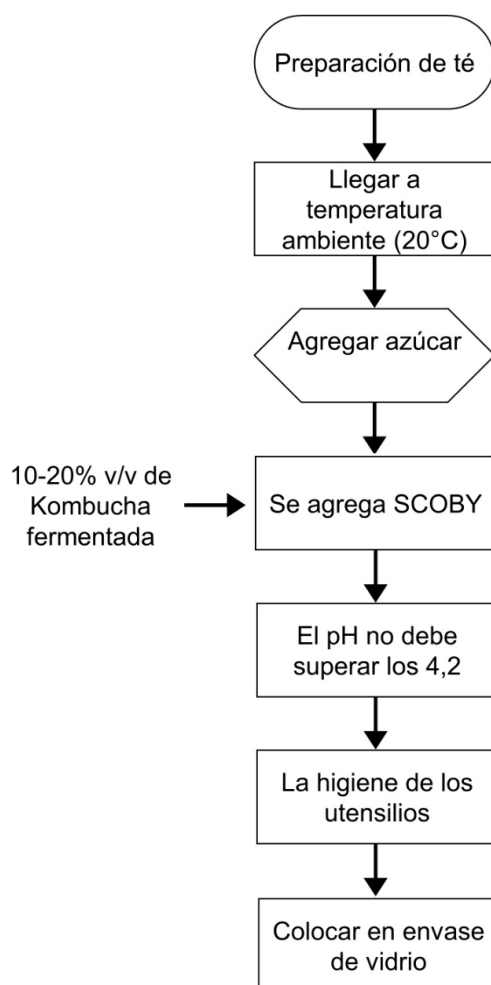 Preparación de té
Llegar a
temperatura
ambiente (20°C)
Agregar azúcar
10-20% v/v de
Kombucha
fermentada
Se agrega SCOBY
El pH no debe
superar los 4,2
La higiene de los
utensilios
Colocar en envase
de vidrio